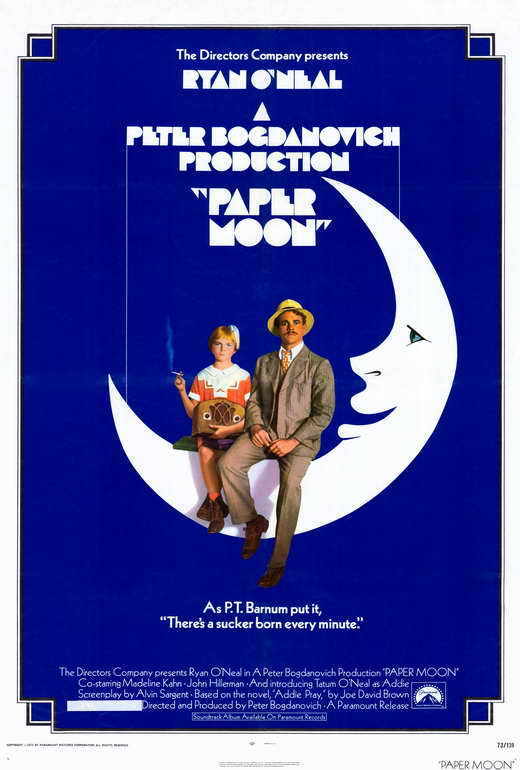 The Directors Company presents
RYAN O'NEAL
A
PETER BOGDANOVICH
PRODUCTION
"PAPER
MOON"
As P.T. Barnum put it,
"There's a sucker born every minute."
The Directors Company presents Ryan O'Neal in A Peter Bogdanovich Production "PAPER MOON"
Co-starring Madeline Kahn · John Hillerman · And introducing Tatum O'Neal as Addie
Screenplay by Alvin Sargent · Based on the novel, "Addie Pray," by Joe David Brown
Directed and Produced by Peter Bogdanovich · A Paramount Release
Soundtrack Album Available On Paramount Records
73/139
"PAPER MOON"